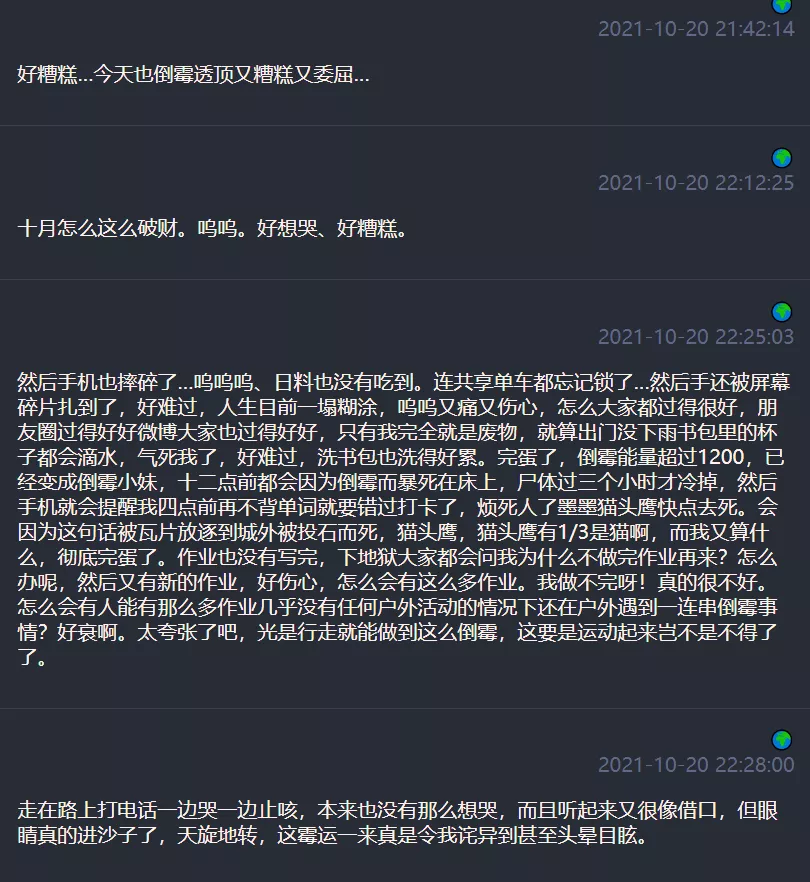 2021-10-20 21:42:14
好糟糕...今天也倒霉透顶又糟糕又委屈...
2021-10-20 22:12:25
十月怎么这么破财。呜呜。好想哭、好糟糕。
2021-10-20 22:25:03
然后手机也摔碎了...呜呜呜、日料也没有吃到。连共享单车都忘记锁了...然后手还被屏幕
碎片扎到了，好难过，人生目前一塌糊涂，呜呜又痛又伤心，怎么大家都过得很好，朋
友圈过得好好微博大家也过得好好，只有我完全就是废物，就算出门没下雨书包里的杯
子都会滴水，气死我了，好难过，洗书包也洗得好累。完蛋了，倒霉能量超过1200，已
经变成倒霉小妹，十二点前都会因为倒霉而暴死在床上，尸体过三个小时才冷掉，然后
手机就会提醒我四点前再不背单词就要错过打卡了，烦死人了墨墨猫头鹰快点去死。会
因为这句话被瓦片放逐到城外被投石而死，猫头鹰，猫头鹰有1/3是猫啊，而我又算什
么，彻底完蛋了。作业也没有写完，下地狱大家都会问我为什么不做完作业再来？怎么
办呢，然后又有新的作业，好伤心，怎么会有这么多作业。我做不完呀！真的很不好。
怎么会有人能有那么多作业几乎没有任何户外活动的情况下还在户外遇到一连串倒霉事
情？好衰啊。太夸张了吧，光是行走就能做到这么倒霉，这要是运动起来岂不是不得了
了。
2021-10-20 22:28:00
走在路上打电话一边哭一边止咳，本来也没有那么想哭，而且听起来又很像借口，但眼
睛真的进沙子了，天旋地转，这霉运一来真是令我诧异到甚至头晕目眩。